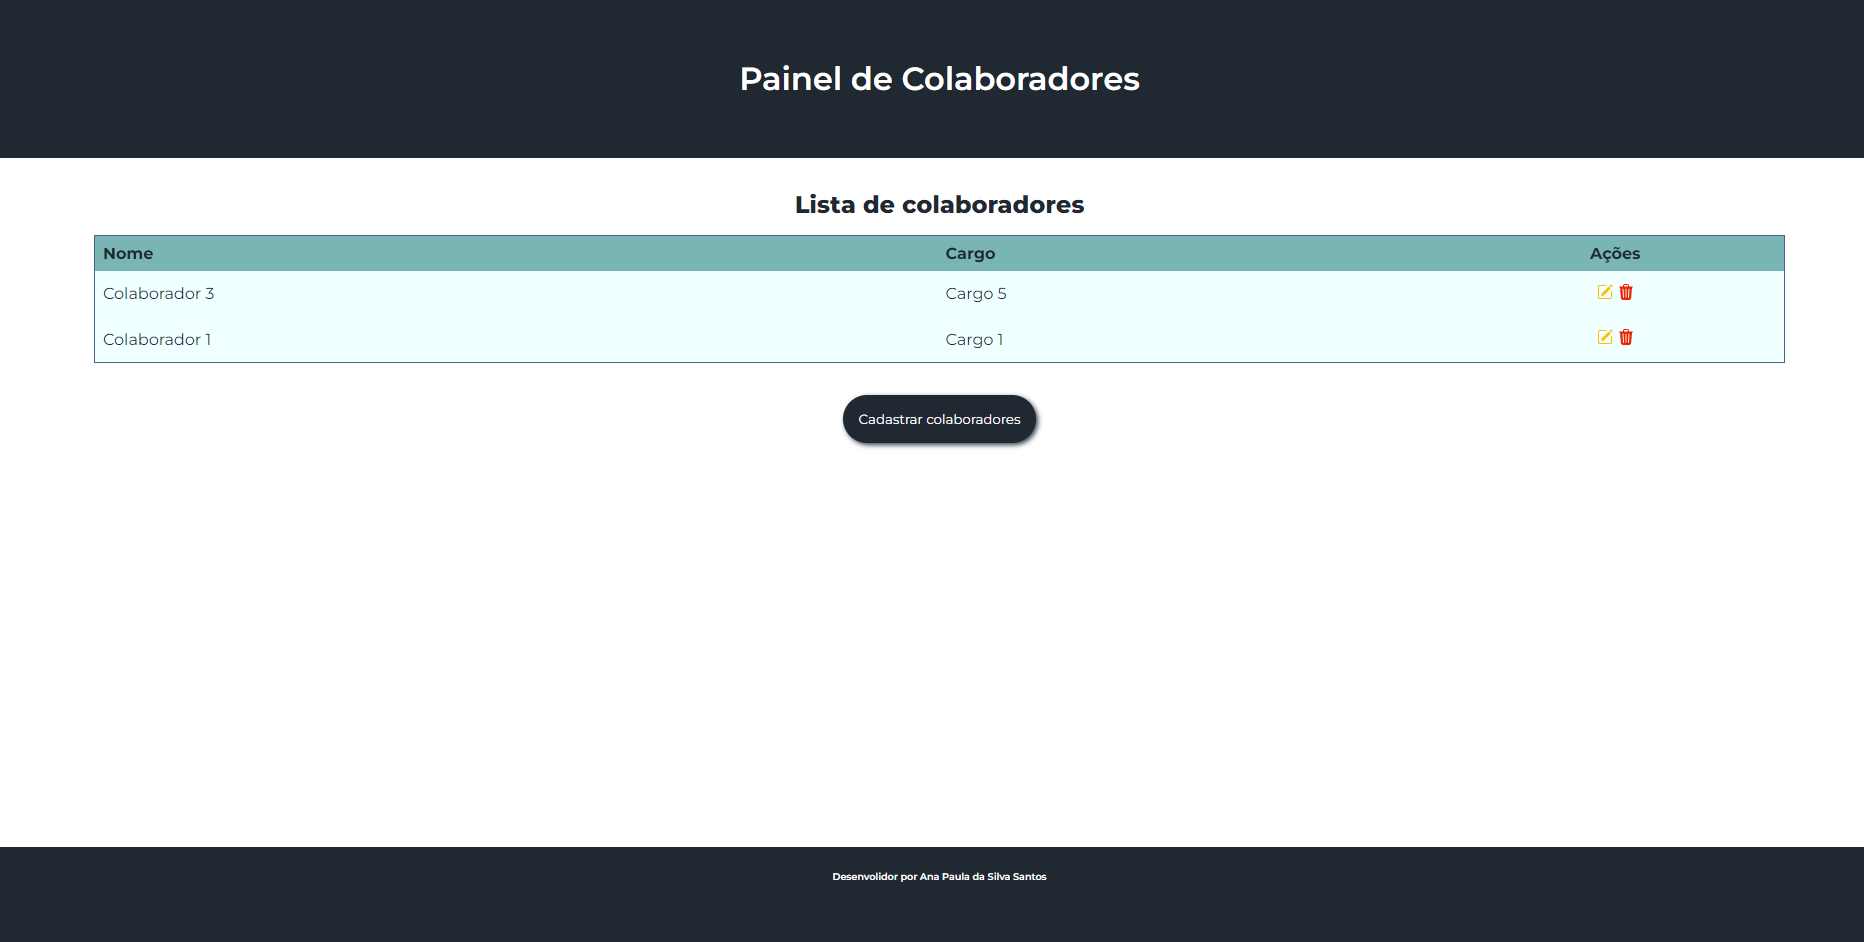 Painel de Colaboradores
Lista de colaboradores
Nome Cargo Ações
Colaborador 3 Cargo 5
Colaborador 1 Cargo 1
Cadastrar colaboradores
Desenvolidor por Ana Paula da Silva Santos